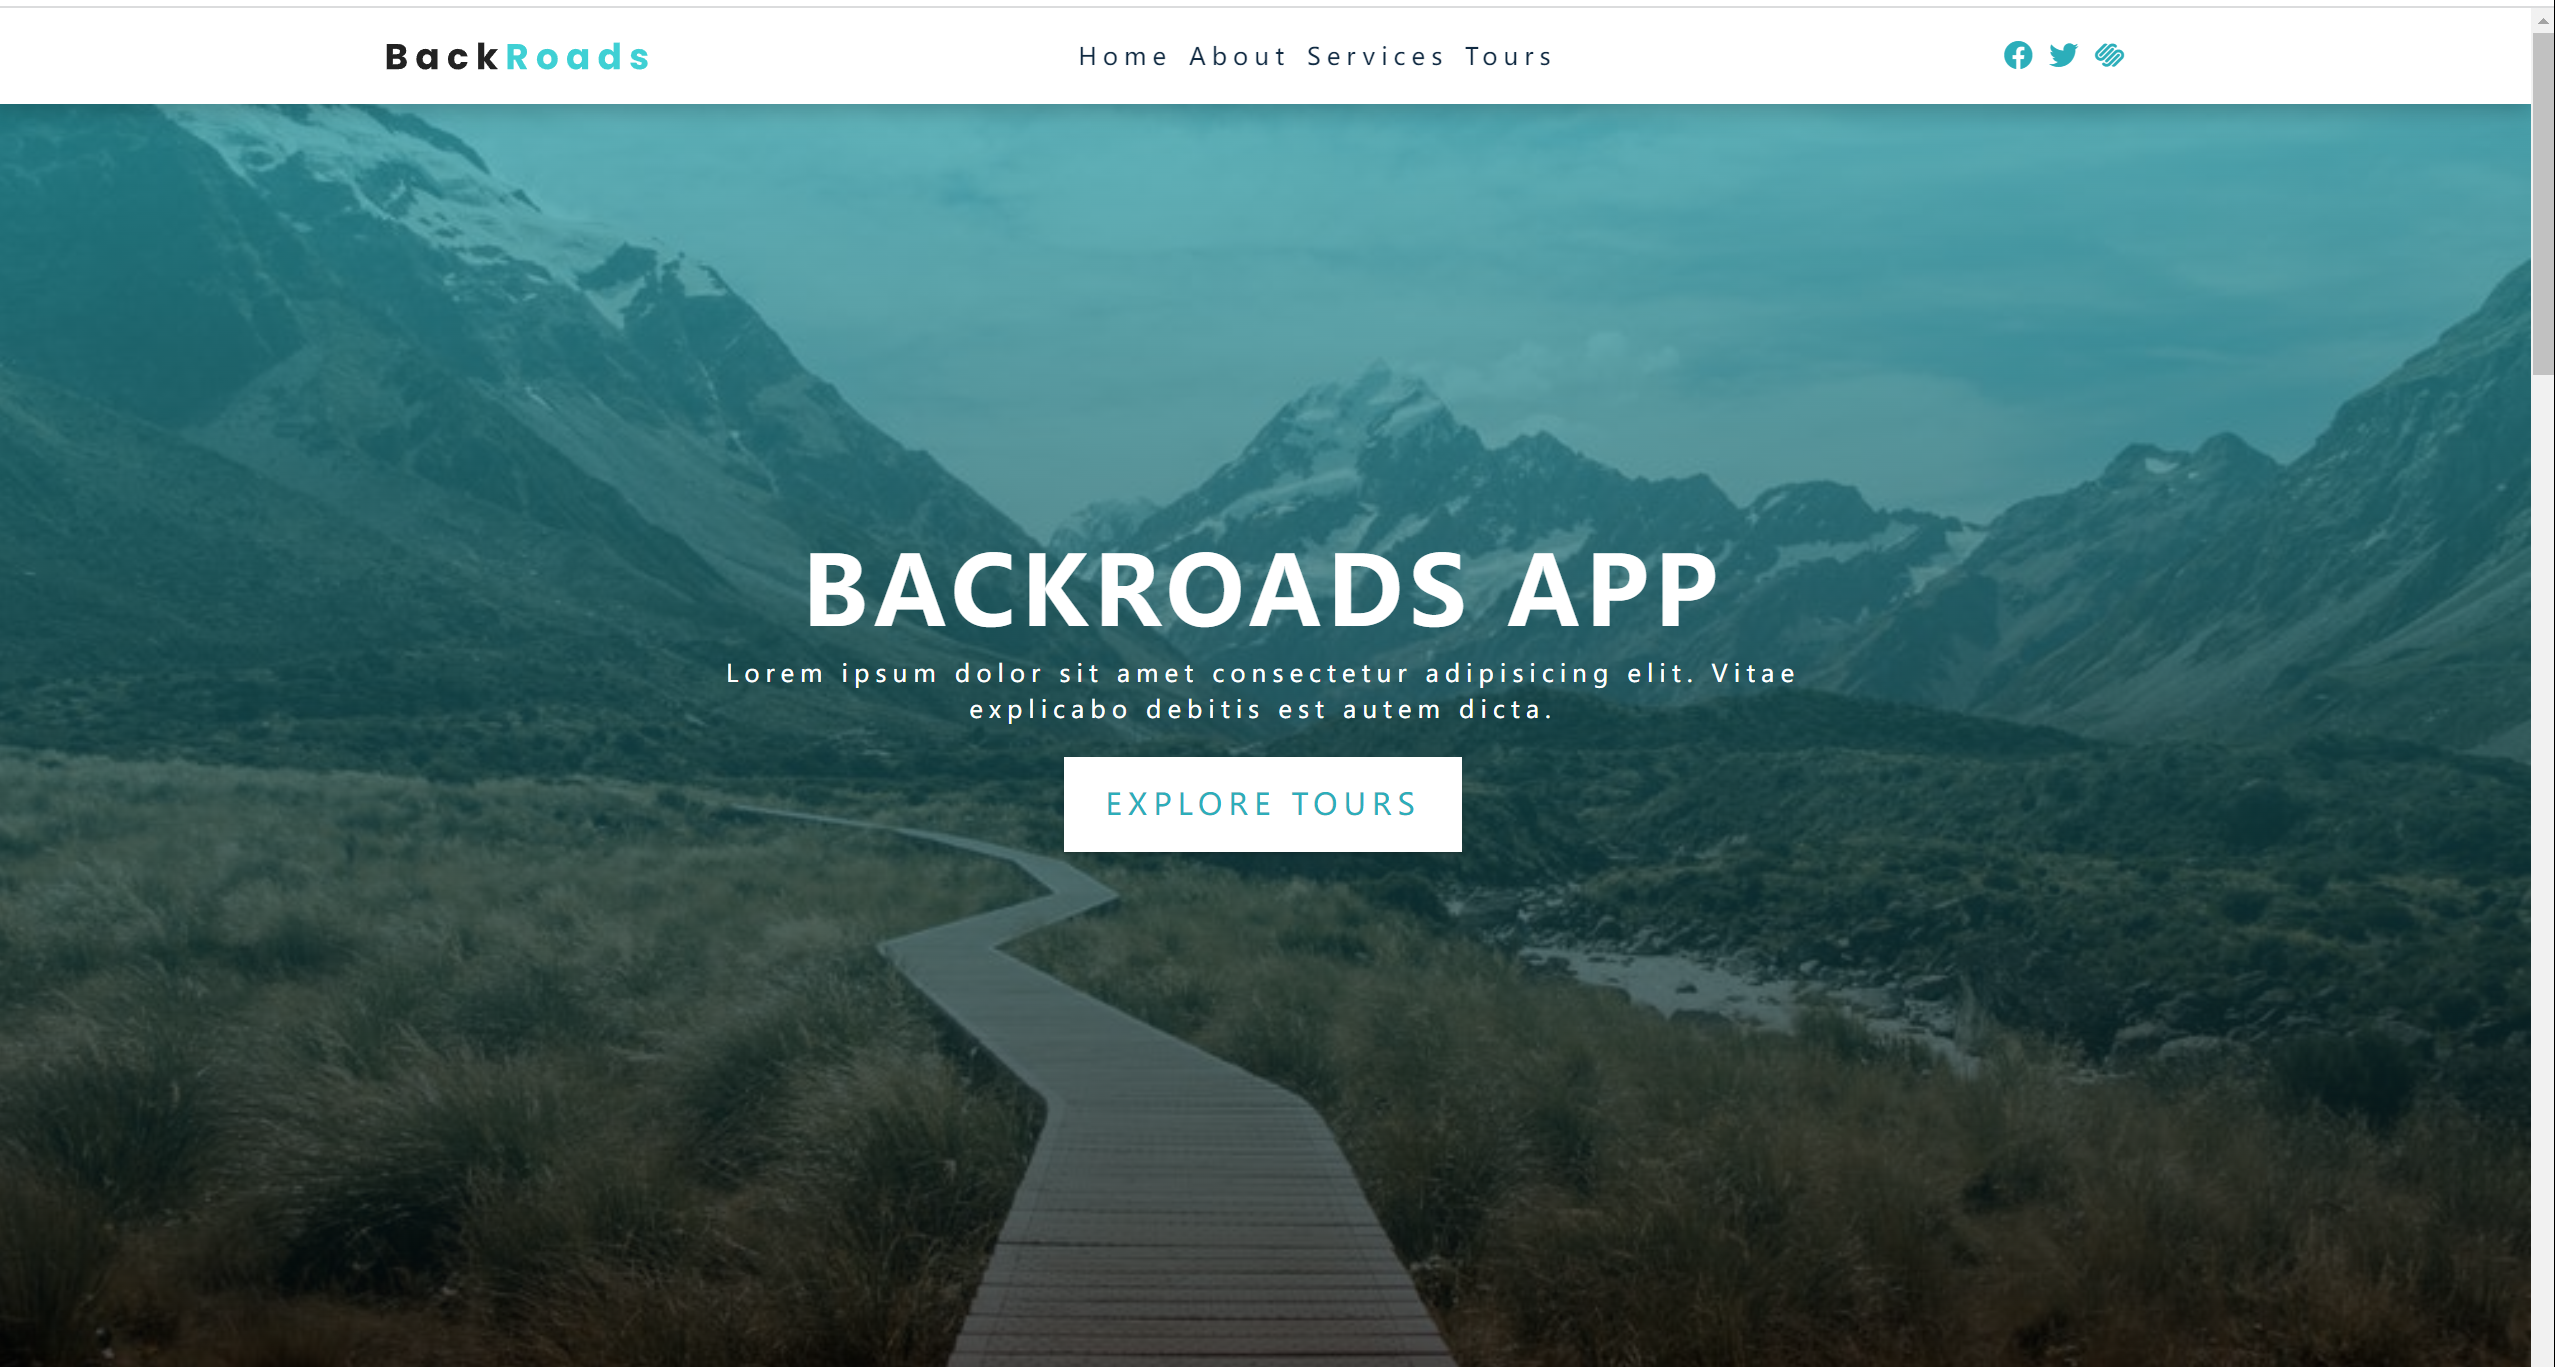 BackRoads
Home About Services Tours
BACKROADS APP
Lorem ipsum dolor sit amet consectetur adipisicing elit. Vitae
explicabo debitis est autem dicta.
EXPLORE TOURS